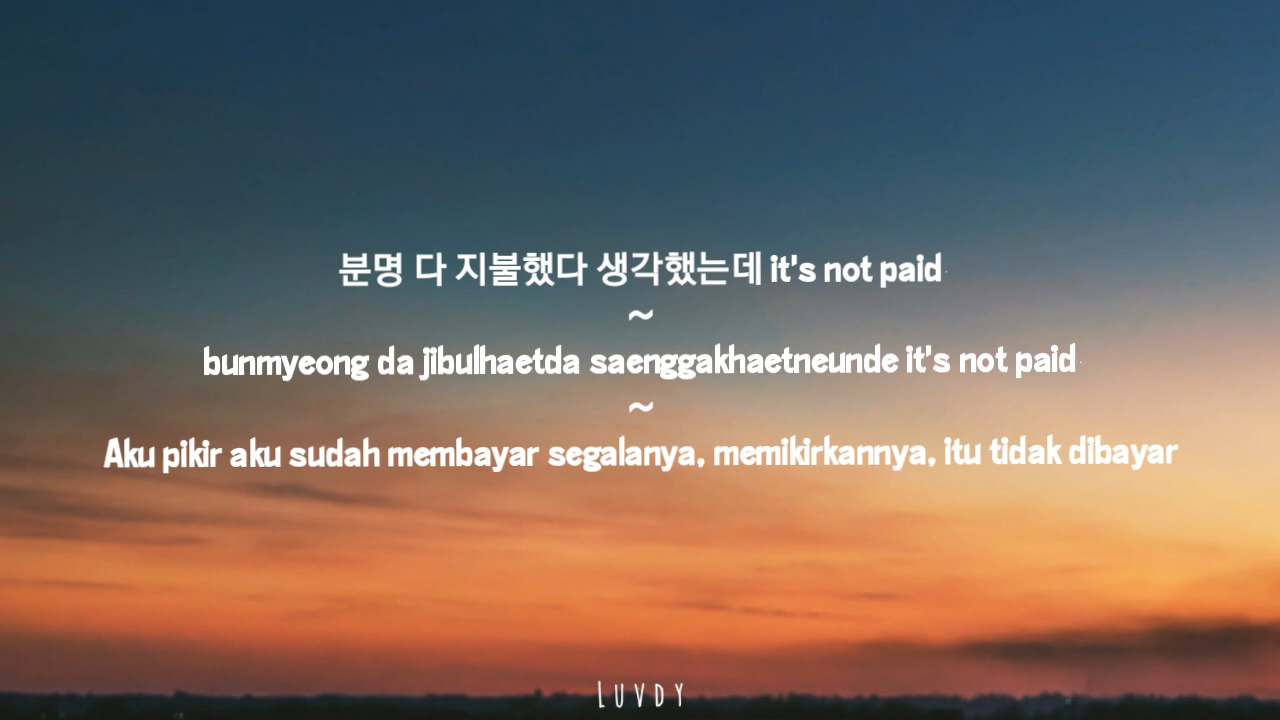 분명 다 지불했다 생각했는데 it's not paid
~
bunmyeong da jibulhaetda saenggakhaetneunde it's not paid
~
Aku pikir aku sudah membayar segalanya, memikirkannya, itu tidak dibayar
LUVDY